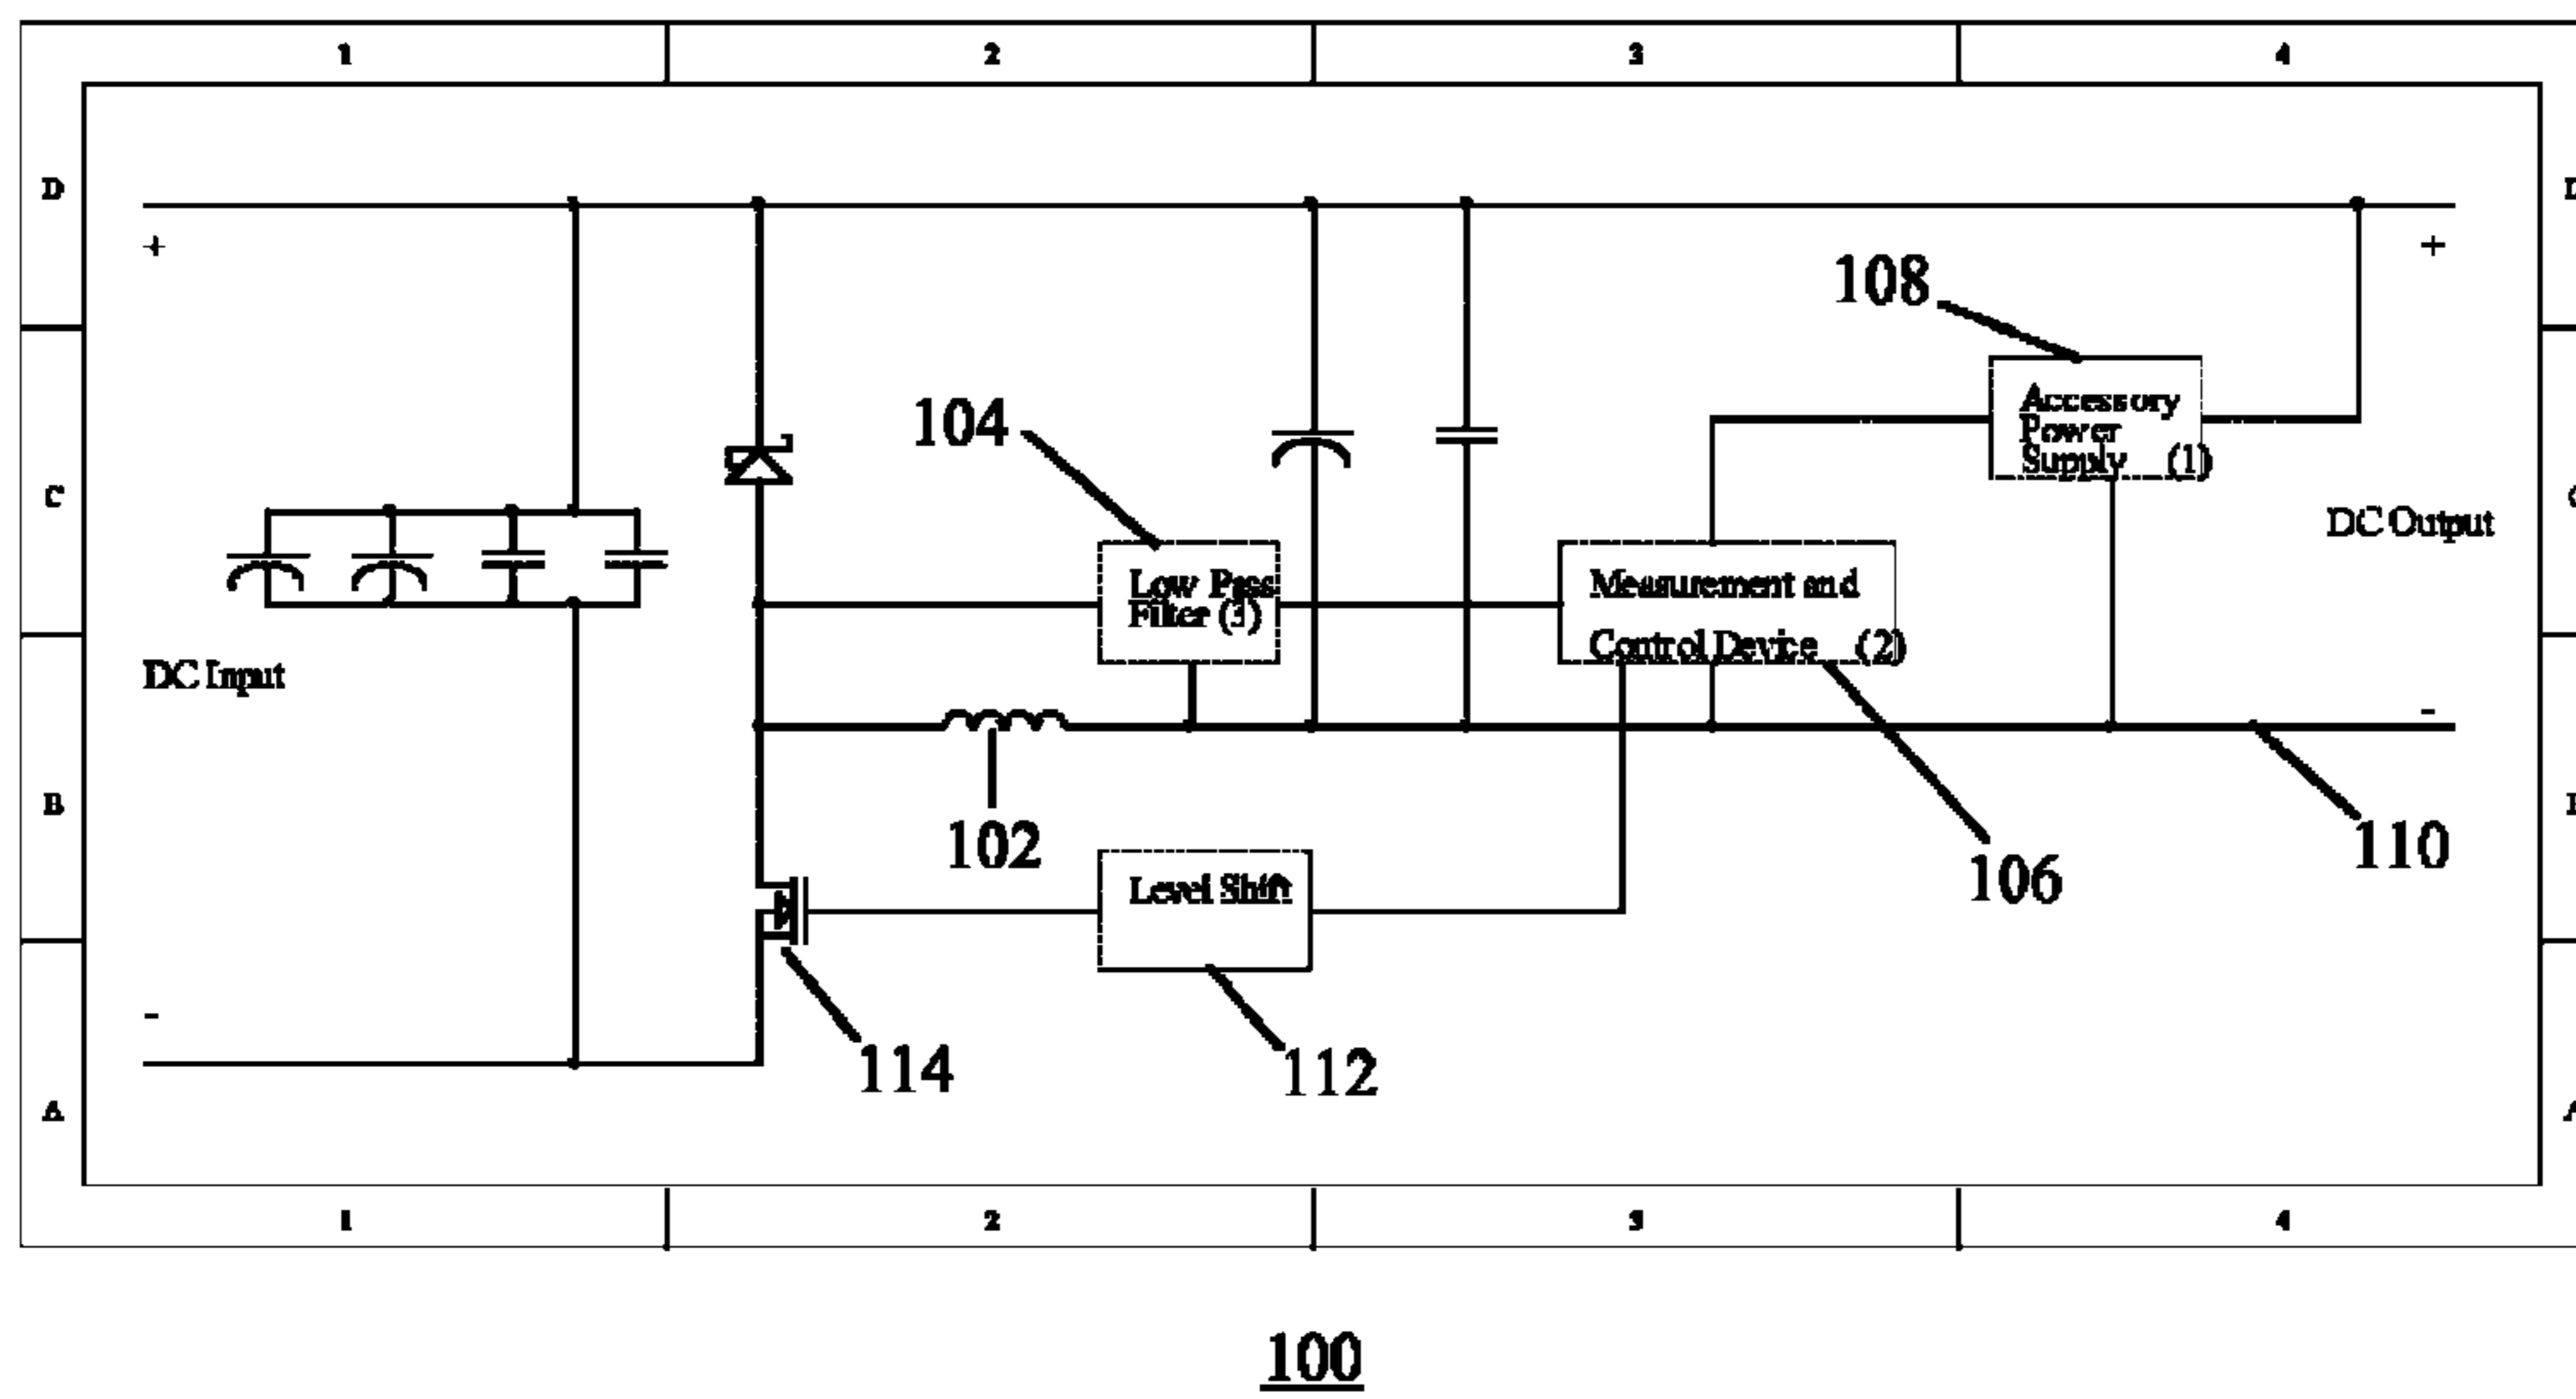 1 2 3 4
D
+ +
108
Accessory
Power
Supply (1)
104
C
DC Output
Low Pass
Filter (3)
Measurement and
Control Device (2)
DC Input
- -
B
102
Level Shift
106
110
-
114
112
A
A
1 2 3 4
100